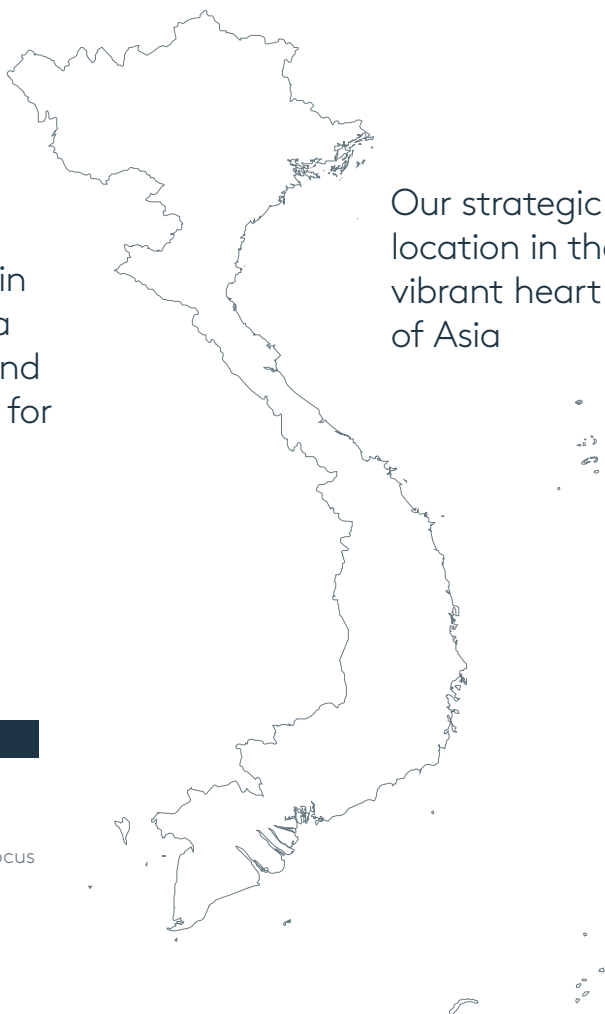 in
a
nd
for
ocus
Our strategic
location in the
vibrant heart
of Asia